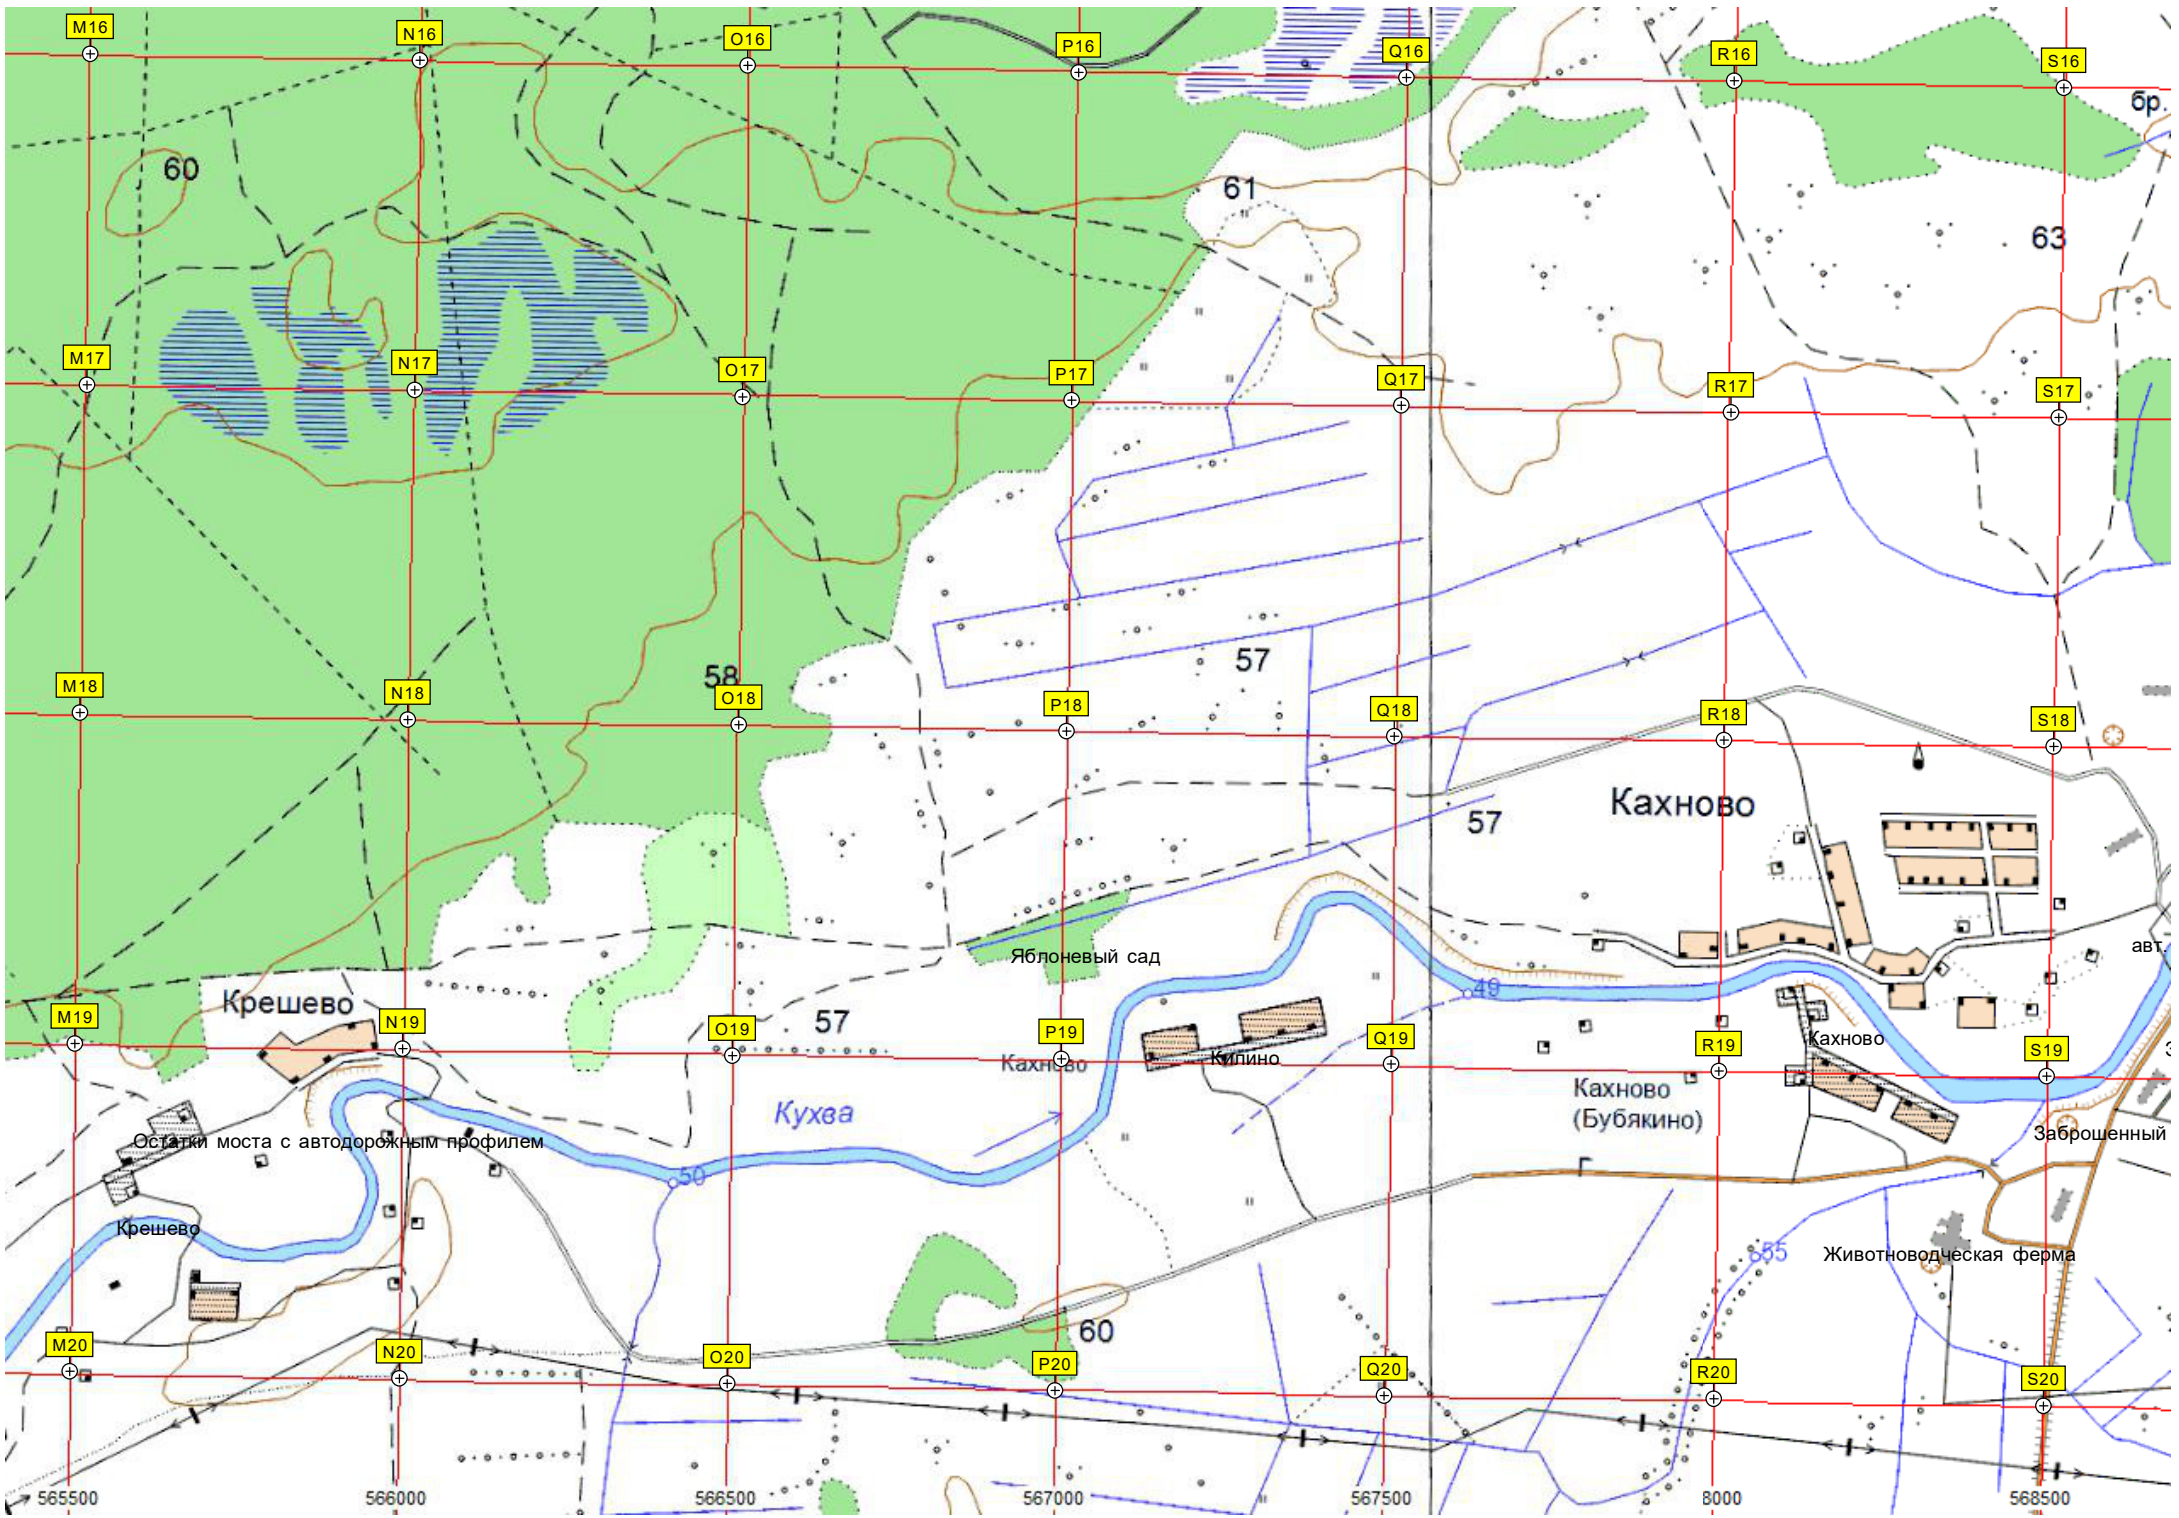 M16
N16
O16
P16
Q16
R16
S16
бр.
60
61
63
M17
N17
O17
P17
Q17
R17
S17
57
58
M18
N18
O18
P18
Q18
R18
S18
Кахново
57
авт.
Яблоневый сад
49
Крешево
57
M19
N19
O19
P19
Q19
R19
S19
Кахново
Килино
Кахново
Кахново
(Бубякино)
Кухва
Остатки моста с автодорожным профилем
Заброшенный
50
Г
Крешево
55
Животноводческая ферма
60
M20
N20
O20
P20
Q20
R20
S20
565500
566000
566500
567000
567500
8000
568500